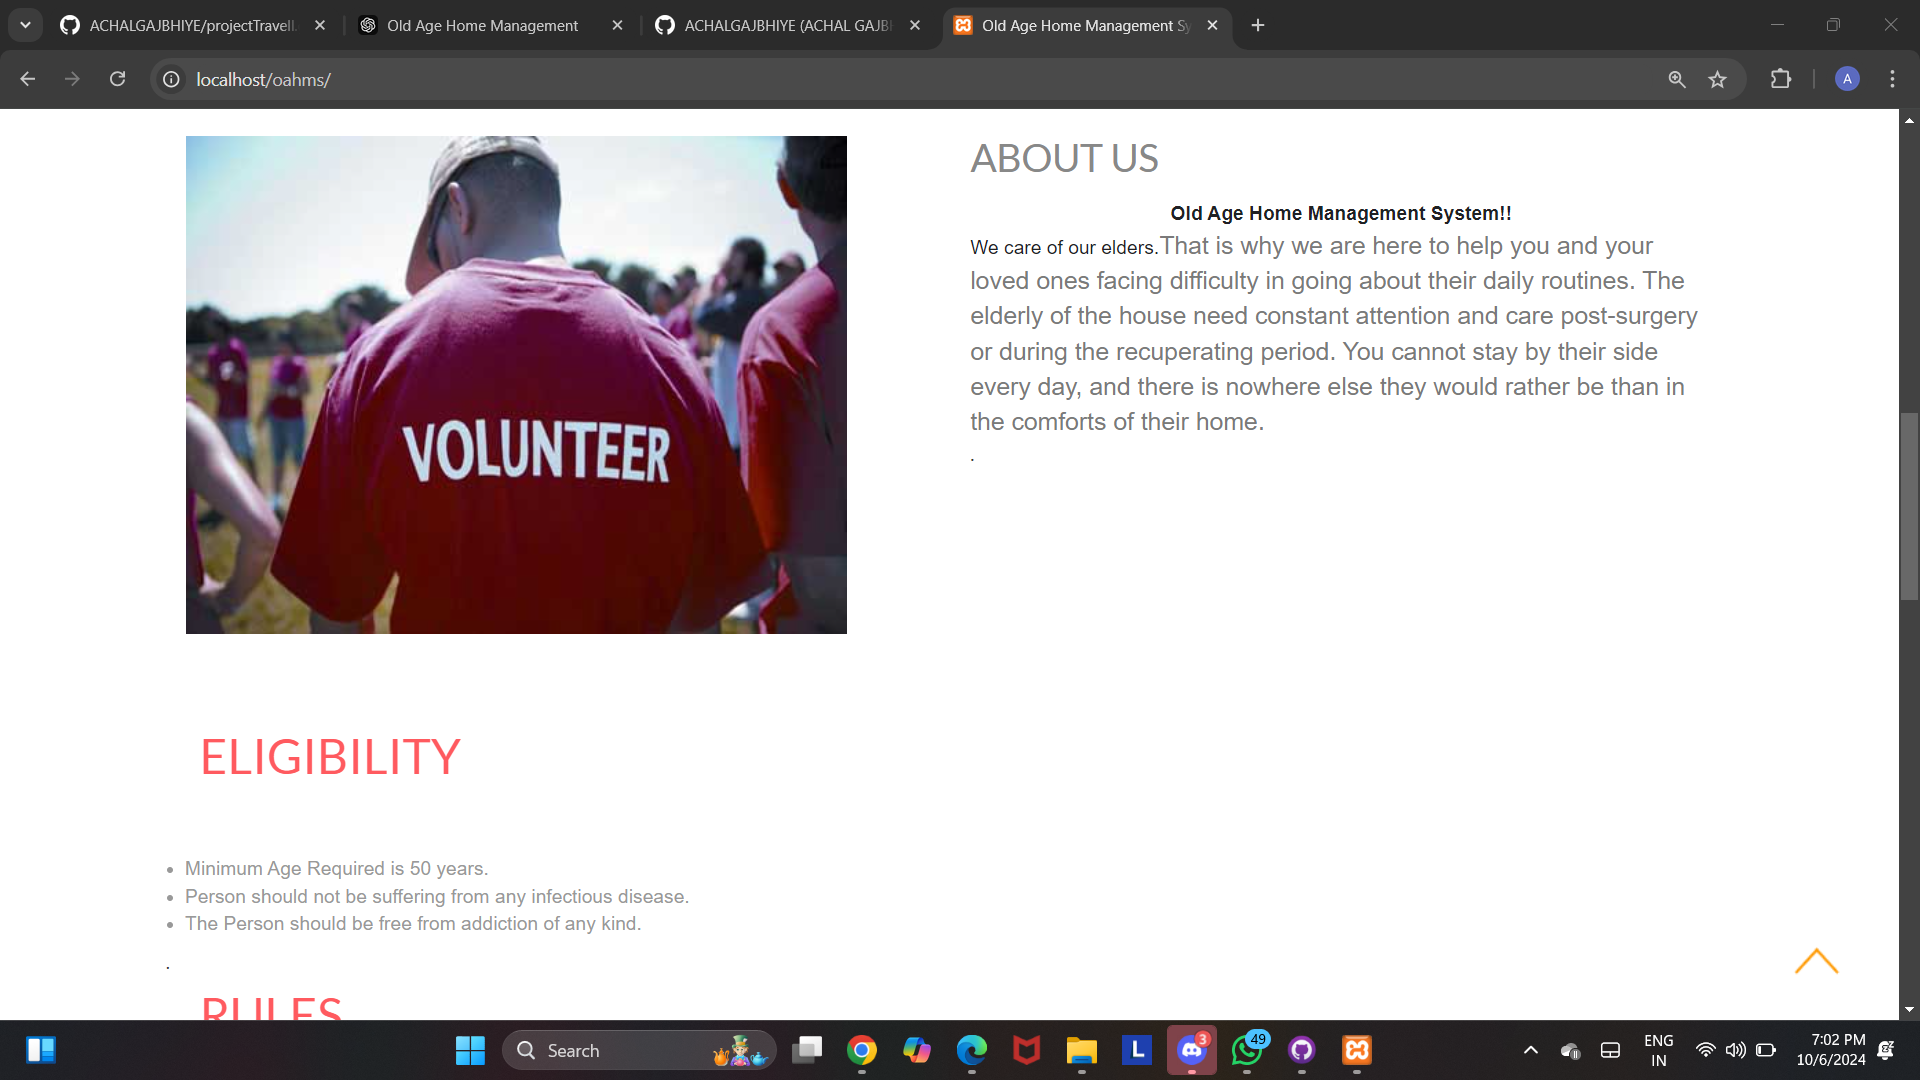 ACHALGAJBHIYE/projectTravell
Old Age Home Management
ACHALGAJBHIYE (ACHAL GAJB
Old Age Home Management Sy
localhost/oahms/
A
VOLUNTEER
ABOUT US
Old Age Home Management System!!
We care of our elders.That is why we are here to help you and your
loved ones facing difficulty in going about their daily routines. The
elderly of the house need constant attention and care post-surgery
or during the recuperating period. You cannot stay by their side
every day, and there is nowhere else they would rather be than in
the comforts of their home.
.
ELIGIBILITY
• Minimum Age Required is 50 years.
• Person should not be suffering from any infectious disease.
• The Person should be free from addiction of any kind.
.
RULES
Search
L
3
49
ENG
IN
7:02 PM
10/6/2024